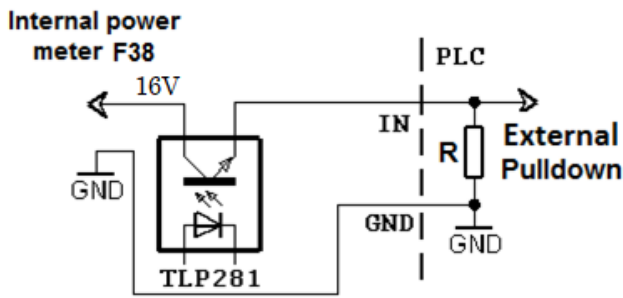 Internal power
meter F38
16V
PLC
IN
External
R
Pulldown
GND
GND
GND
TLP281